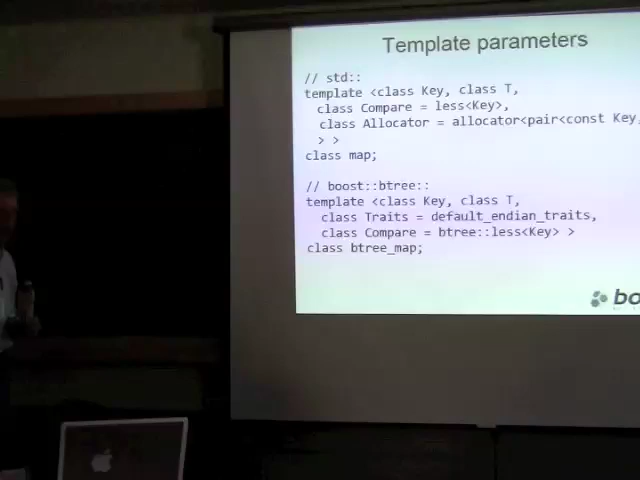 Template parameters
// std::
template <class Key, class T,
class Compare = less<Key>,
class Allocator = allocator<pair<const Key,
> >
class map;
// boost::btree::
template <class Key, class T,
class Traits = default_endian_traits,
class Compare = btree::less<Key> >
class btree_map;
bo